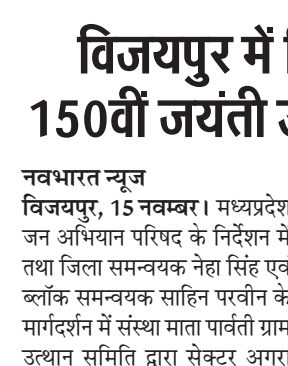 विजयपुर में
150वीं जयंती
नवभारत न्यूज
विजयपुर, 15 नवम्बर। मध्यप्रदेश
जन अभियान परिषद के निर्देशन में
तथा जिला समन्वयक नेहा सिंह एवं
ब्लॉक समन्वयक साहिन परवीन के
मार्गदर्शन में संस्था माता पार्वती ग्राम
उत्थान समिति द्वारा सेक्टर अगरा